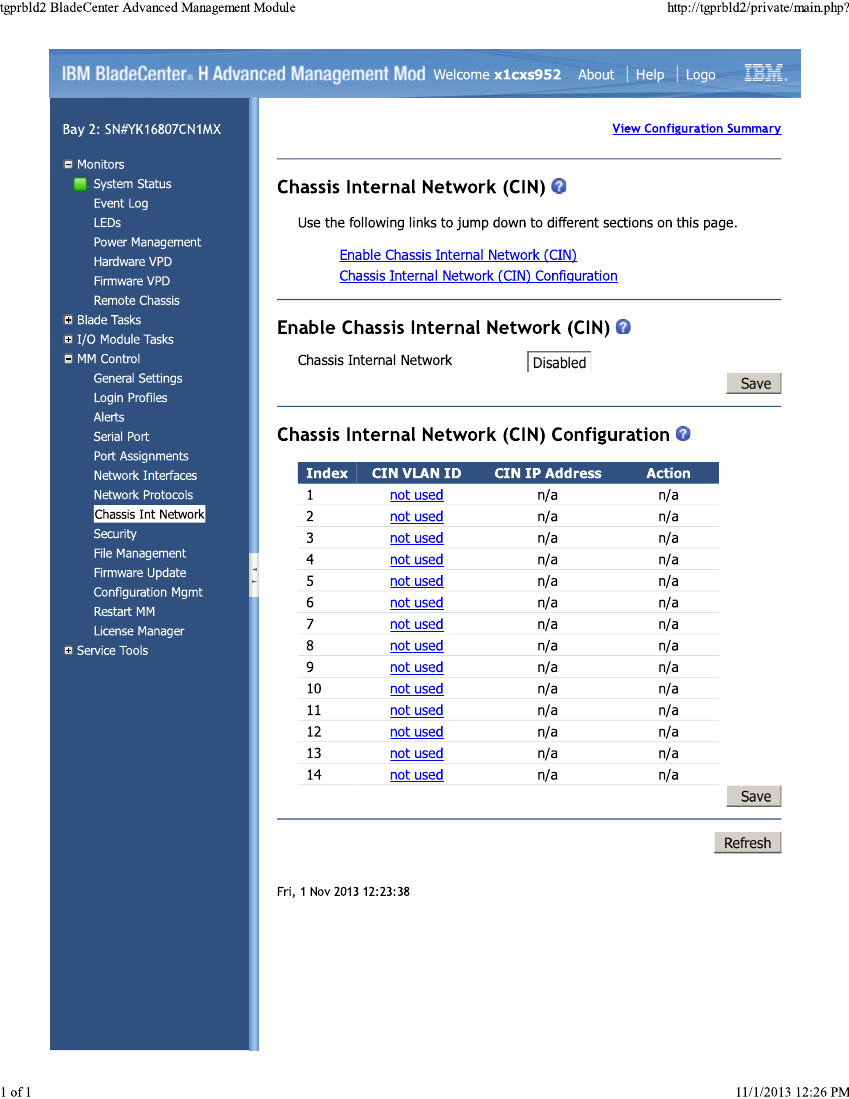 tgprbld2 BladeCenter Advanced Management Module http://tgprbld2/private/main.php?
IBM BladeCenter® H Advanced Management Mod Welcome x1cxs952 About Help Logo IBM.
Bay 2: SN#YK16807CN1MX
Monitors
System Status
Event Log
LEDs
Power Management
Hardware VPD
Firmware VPD
Remote Chassis
Blade Tasks
I/O Module Tasks
MM Control
General Settings
Login Profiles
Alerts
Serial Port
Port Assignments
Network Interfaces
Network Protocols
Chassis Int Network
Security
File Management
Firmware Update
Configuration Mgmt
Restart MM
License Manager
Service Tools
View Configuration Summary
Chassis Internal Network (CIN) ?
Use the following links to jump down to different sections on this page.
Enable Chassis Internal Network (CIN)
Chassis Internal Network (CIN) Configuration
Enable Chassis Internal Network (CIN) ?
Chassis Internal Network Disabled
Save
Chassis Internal Network (CIN) Configuration ?
Index CIN VLAN ID CIN IP Address Action
1 not used n/a n/a
2 not used n/a n/a
3 not used n/a n/a
4 not used n/a n/a
5 not used n/a n/a
6 not used n/a n/a
7 not used n/a n/a
8 not used n/a n/a
9 not used n/a n/a
10 not used n/a n/a
11 not used n/a n/a
12 not used n/a n/a
13 not used n/a n/a
14 not used n/a n/a
Save
Refresh
Fri, 1 Nov 2013 12:23:38
1 of 1 11/1/2013 12:26 PM